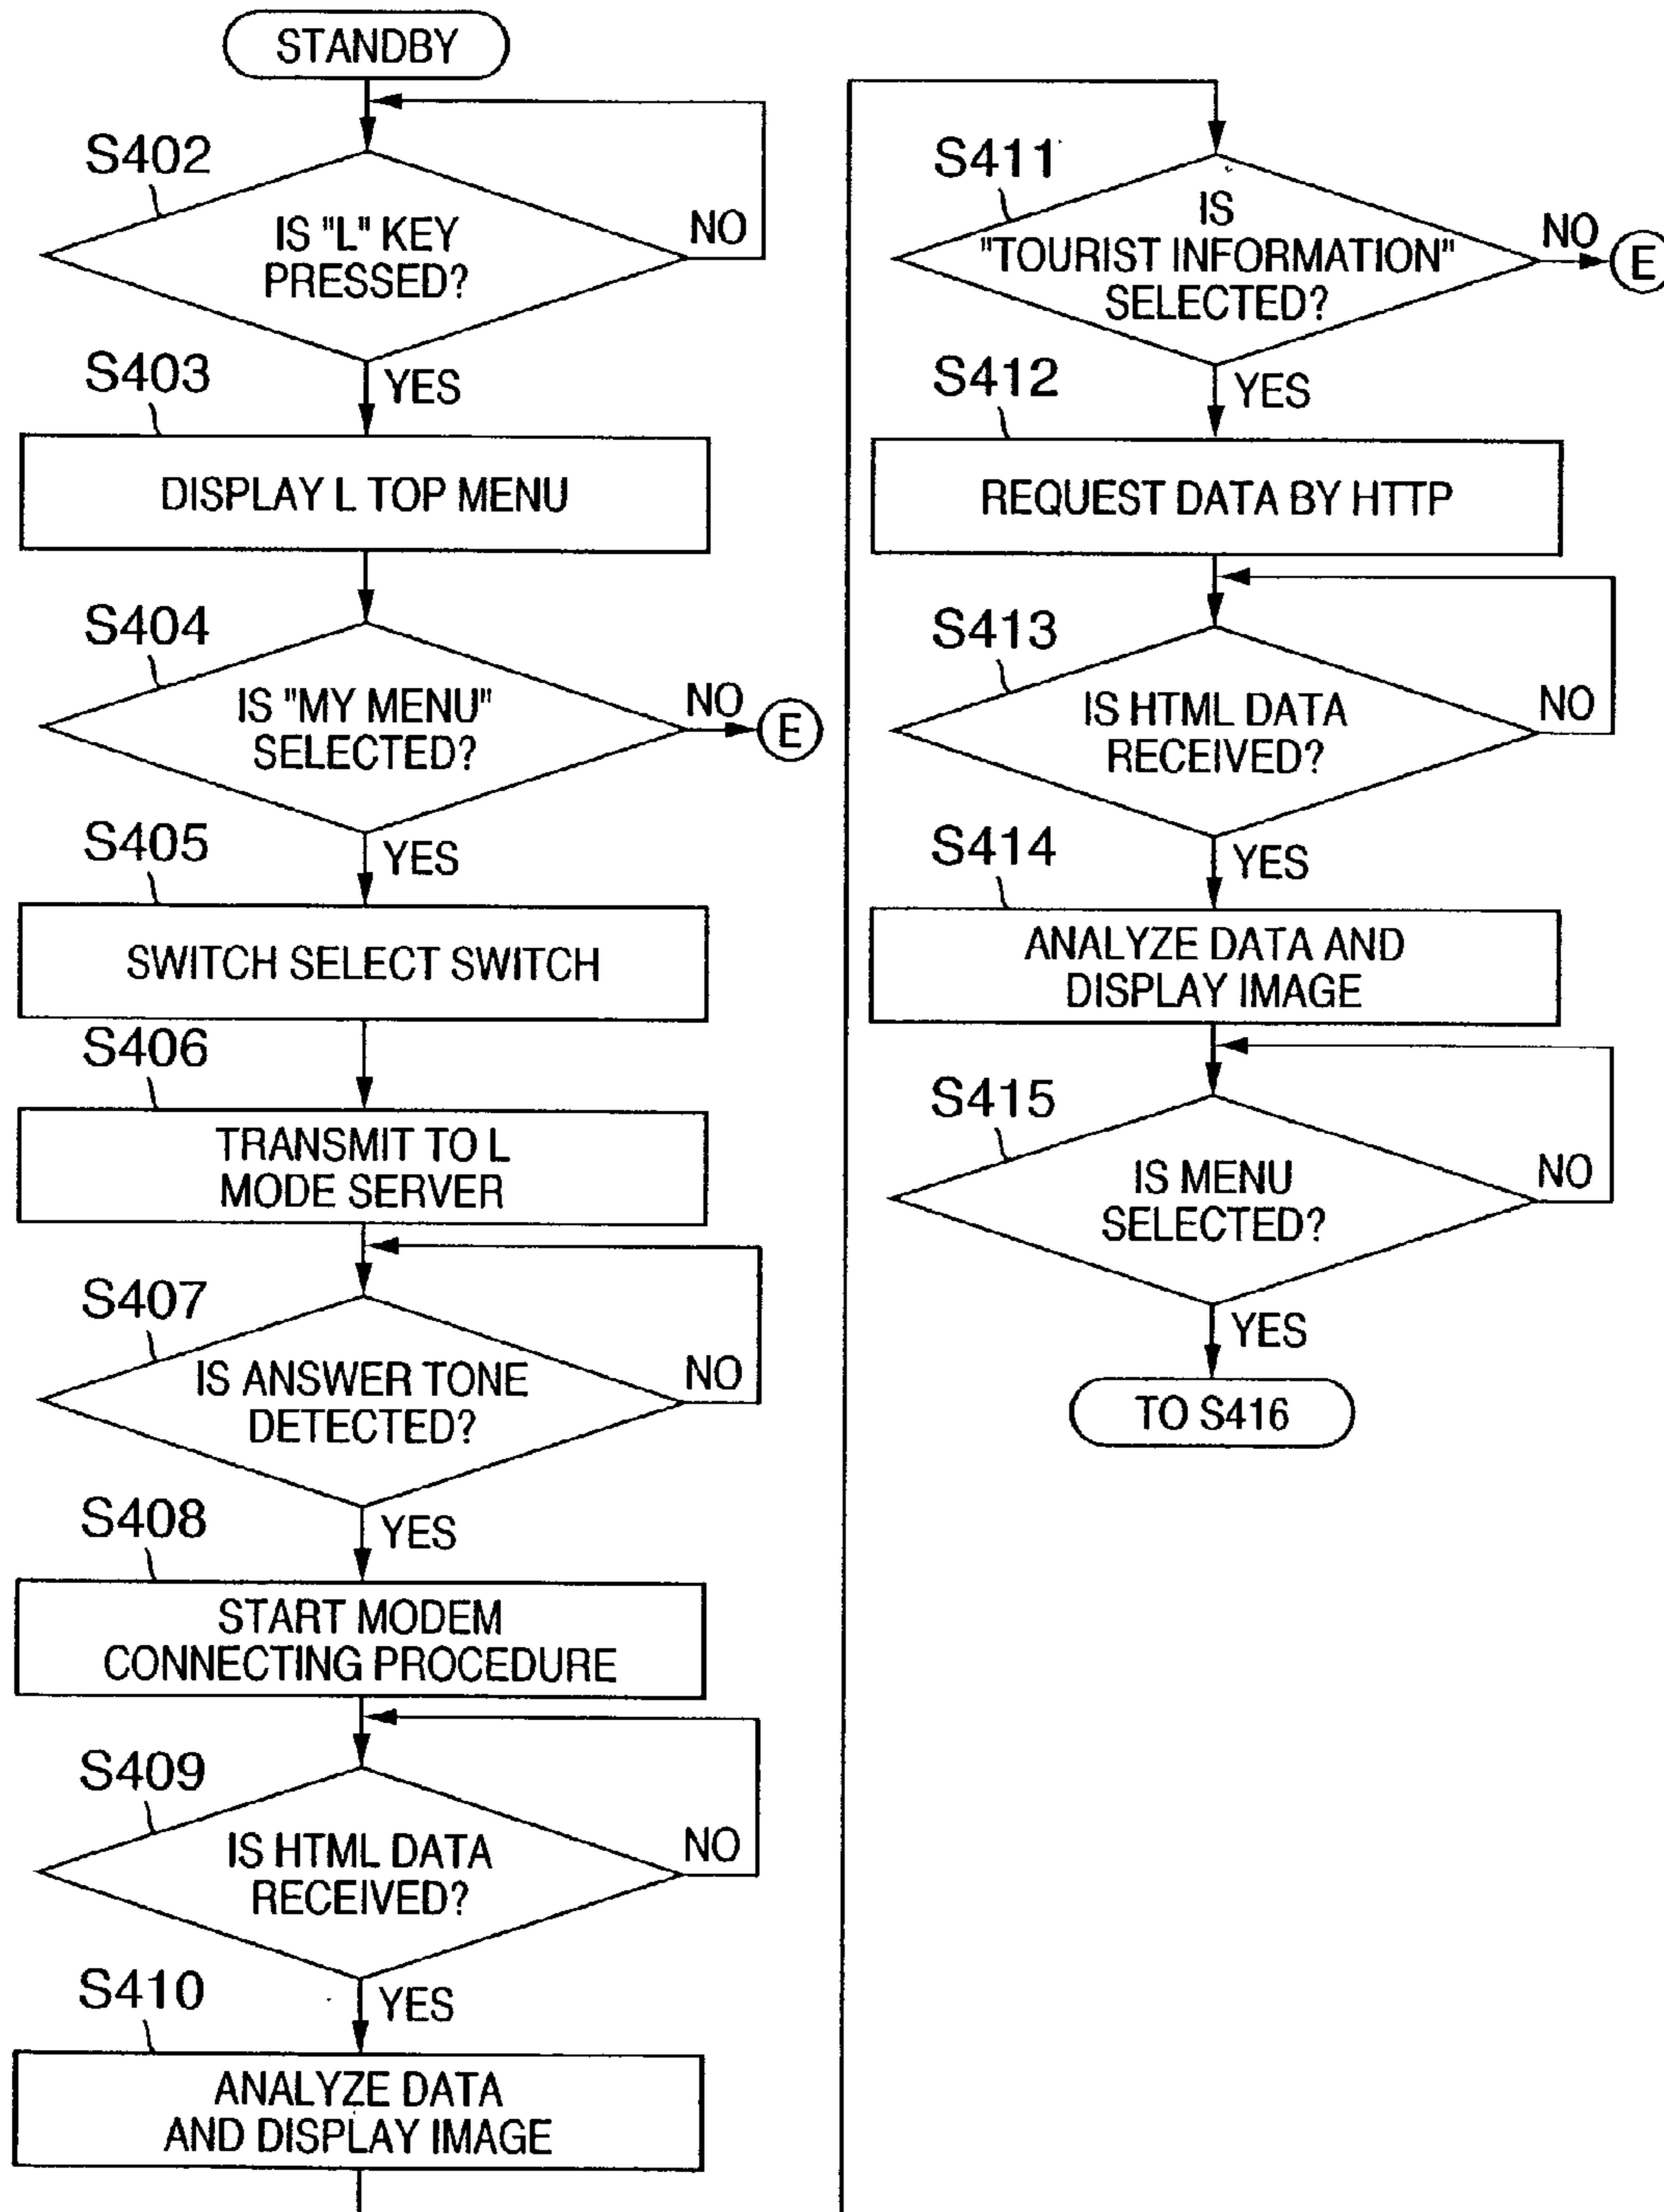 STANDBY
S402
IS "L" KEY
PRESSED?
NO
YES
S403
DISPLAY L TOP MENU
S404
IS "MY MENU"
SELECTED?
NO
E
YES
S405
SWITCH SELECT SWITCH
S406
TRANSMIT TO L
MODE SERVER
S407
IS ANSWER TONE
DETECTED?
NO
YES
S408
START MODEM
CONNECTING PROCEDURE
S409
IS HTML DATA
RECEIVED?
NO
YES
S410
ANALYZE DATA
AND DISPLAY IMAGE
S411
IS
"TOURIST INFORMATION"
SELECTED?
NO
E
YES
S412
REQUEST DATA BY HTTP
S413
IS HTML DATA
RECEIVED?
NO
YES
S414
ANALYZE DATA AND
DISPLAY IMAGE
S415
IS MENU
SELECTED?
NO
YES
TO S416